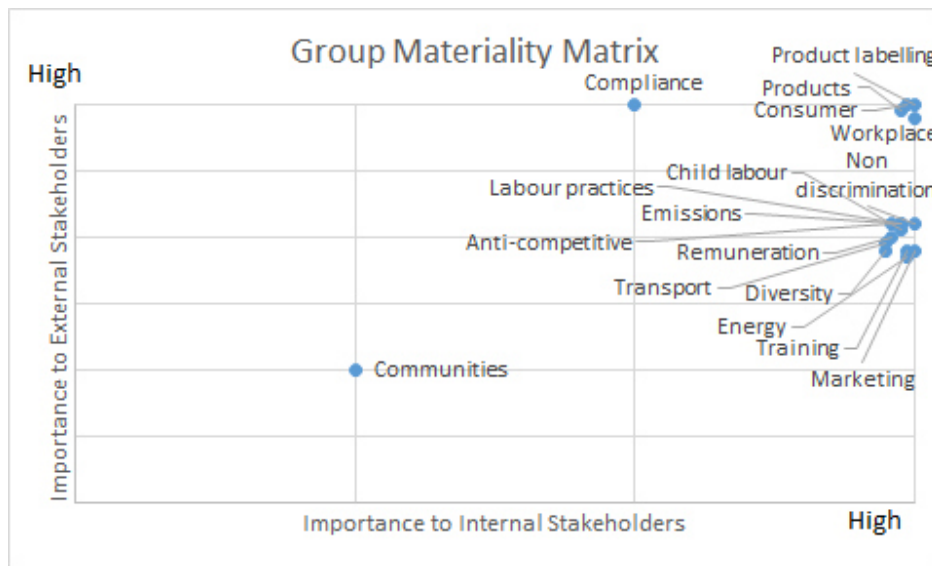 Group Materiality Matrix
High
Product labelling
Compliance
Products
Consumer
Workplace
Non
discrimination
Child labour
Labour practices
Emissions
Anti-competitive
Remuneration
Transport
Diversity
Energy
Training
Marketing
Communities
Importance to External Stakeholders
Importance to Internal Stakeholders
High